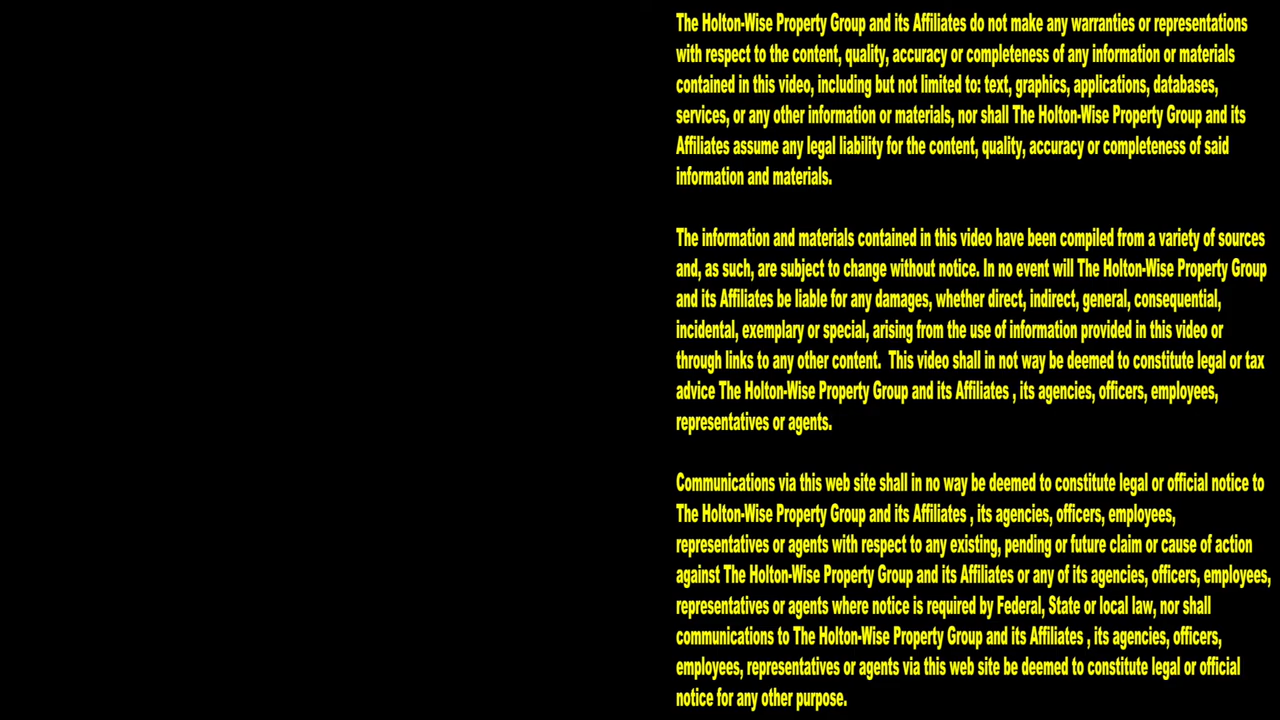 The Holton-Wise Property Group and its Affiliates do not make any warranties or representations
with respect to the content, quality, accuracy or completeness of any information or materials
contained in this video, including but not limited to: text, graphics, applications, databases,
services, or any other information or materials, nor shall The Holton-Wise Property Group and its
Affiliates assume any legal liability for the content, quality, accuracy or completeness of said
information and materials.
The information and materials contained in this video have been compiled from a variety of sources
and, as such, are subject to change without notice. In no event will The Holton-Wise Property Group
and its Affiliates be liable for any damages, whether direct, indirect, general, consequential,
incidental, exemplary or special, arising from the use of information provided in this video or
through links to any other content.  This video shall in not way be deemed to constitute legal or tax
advice The Holton-Wise Property Group and its Affiliates , its agencies, officers, employees,
representatives or agents.
Communications via this web site shall in no way be deemed to constitute legal or official notice to
The Holton-Wise Property Group and its Affiliates , its agencies, officers, employees,
representatives or agents with respect to any existing, pending or future claim or cause of action
against The Holton-Wise Property Group and its Affiliates or any of its agencies, officers, employees,
representatives or agents where notice is required by Federal, State or local law, nor shall
communications to The Holton-Wise Property Group and its Affiliates , its agencies, officers,
employees, representatives or agents via this web site be deemed to constitute legal or official
notice for any other purpose.